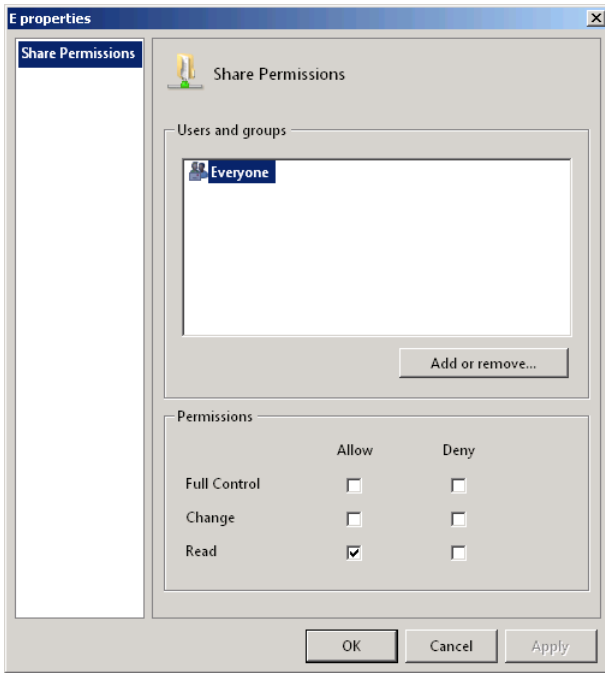 E properties
Share Permissions
Share Permissions
Users and groups
Everyone
Add or remove...
Permissions
Allow Deny
Full Control
Change
Read
OK Cancel Apply